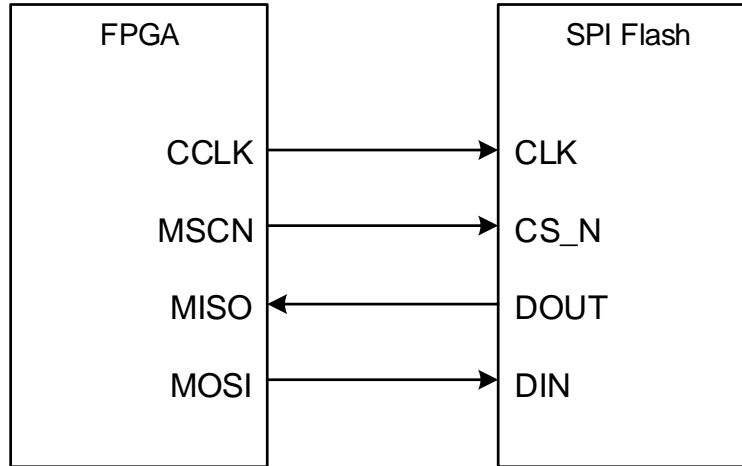 FPGA SPI Flash
CCLK CLK
MSCN CS_N
MISO DOUT
MOSI DIN